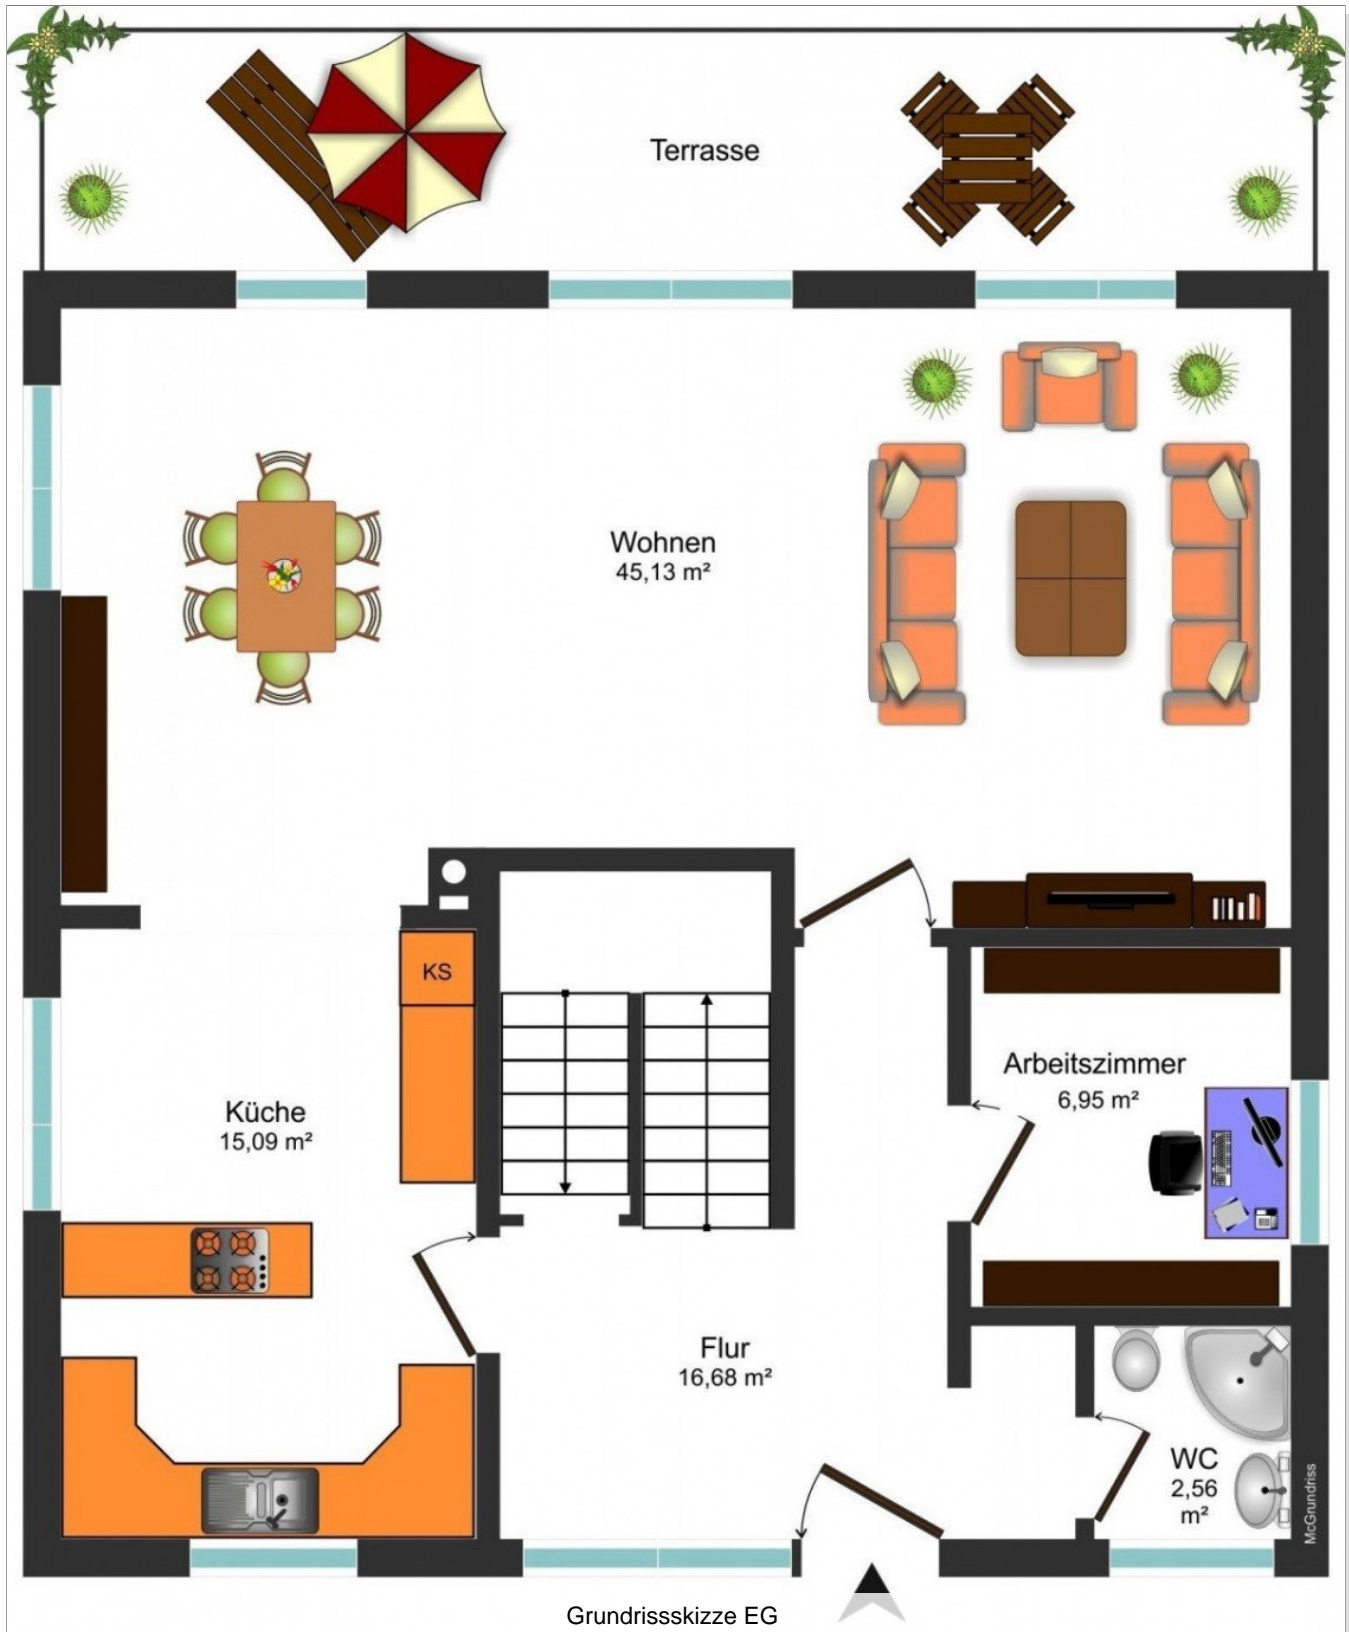 Terrasse
Wohnen
45,13 m²
KS
Arbeitszimmer
6,95 m²
Küche
15,09 m²
Flur
16,68 m²
WC
2,56
m²
McGrundriss
Grundrissskizze EG